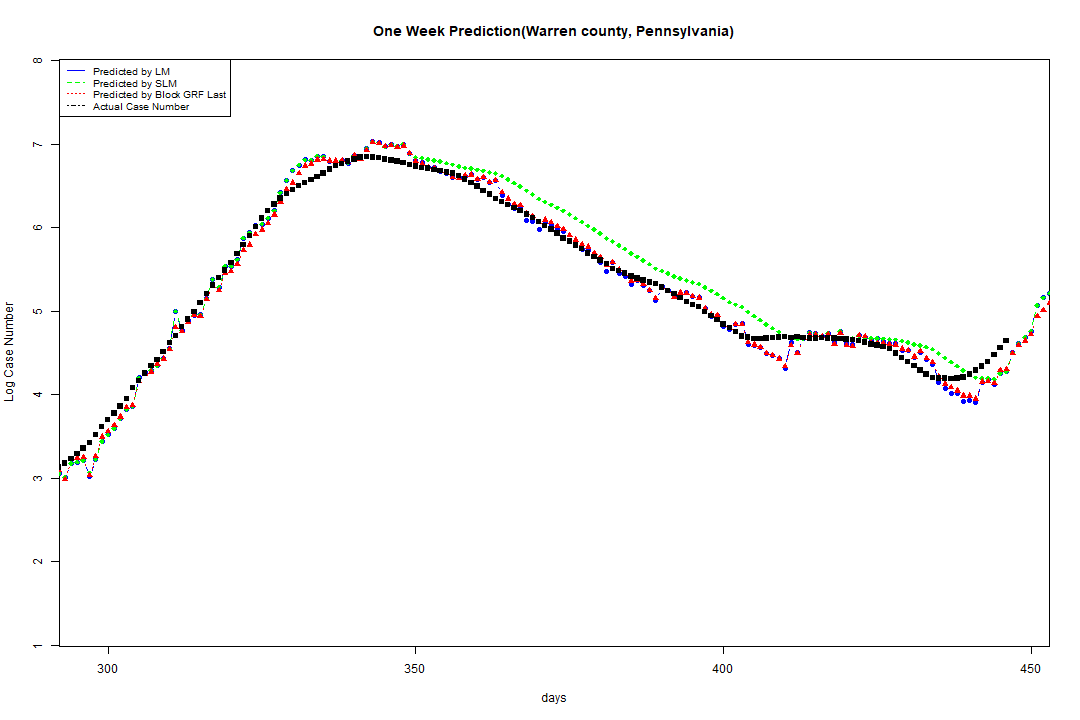 One Week Prediction(Warren county, Pennsylvania)
Predicted by LM
Predicted by SLM
Predicted by Block GRF Last
Actual Case Number
Log Case Number
8
7
6
5
4
3
2
1
300 350 400 450
days